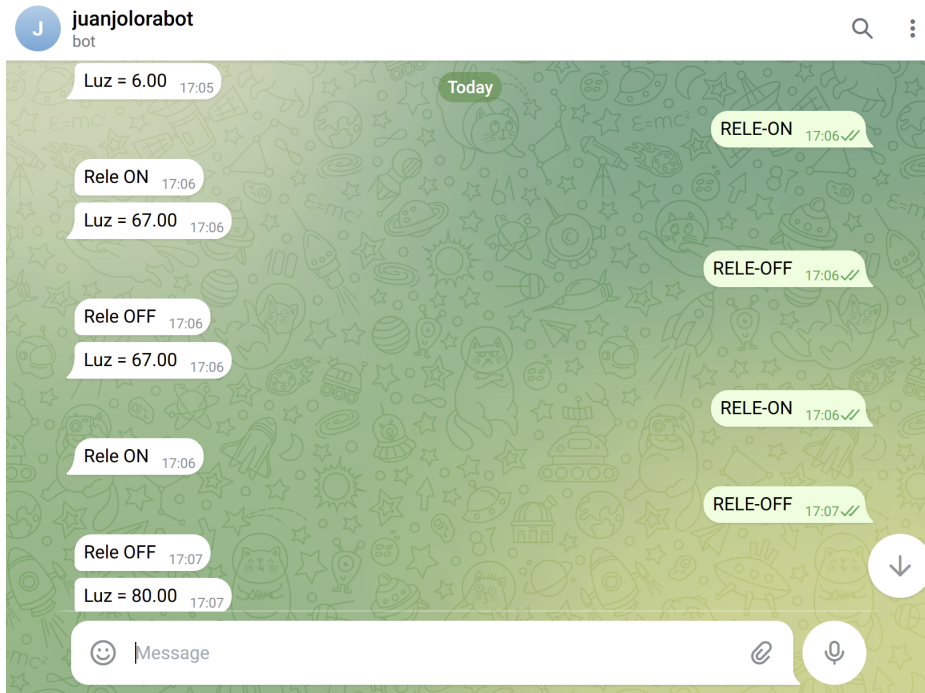 J
juanjolorabot
bot
Luz = 6.00 17:05
Today
RELE-ON 17:06
Rele ON 17:06
Luz = 67.00 17:06
RELE-OFF 17:06
Rele OFF 17:06
Luz = 67.00 17:06
RELE-ON 17:06
Rele ON 17:06
RELE-OFF 17:07
Rele OFF 17:07
Luz = 80.00 17:07
Message